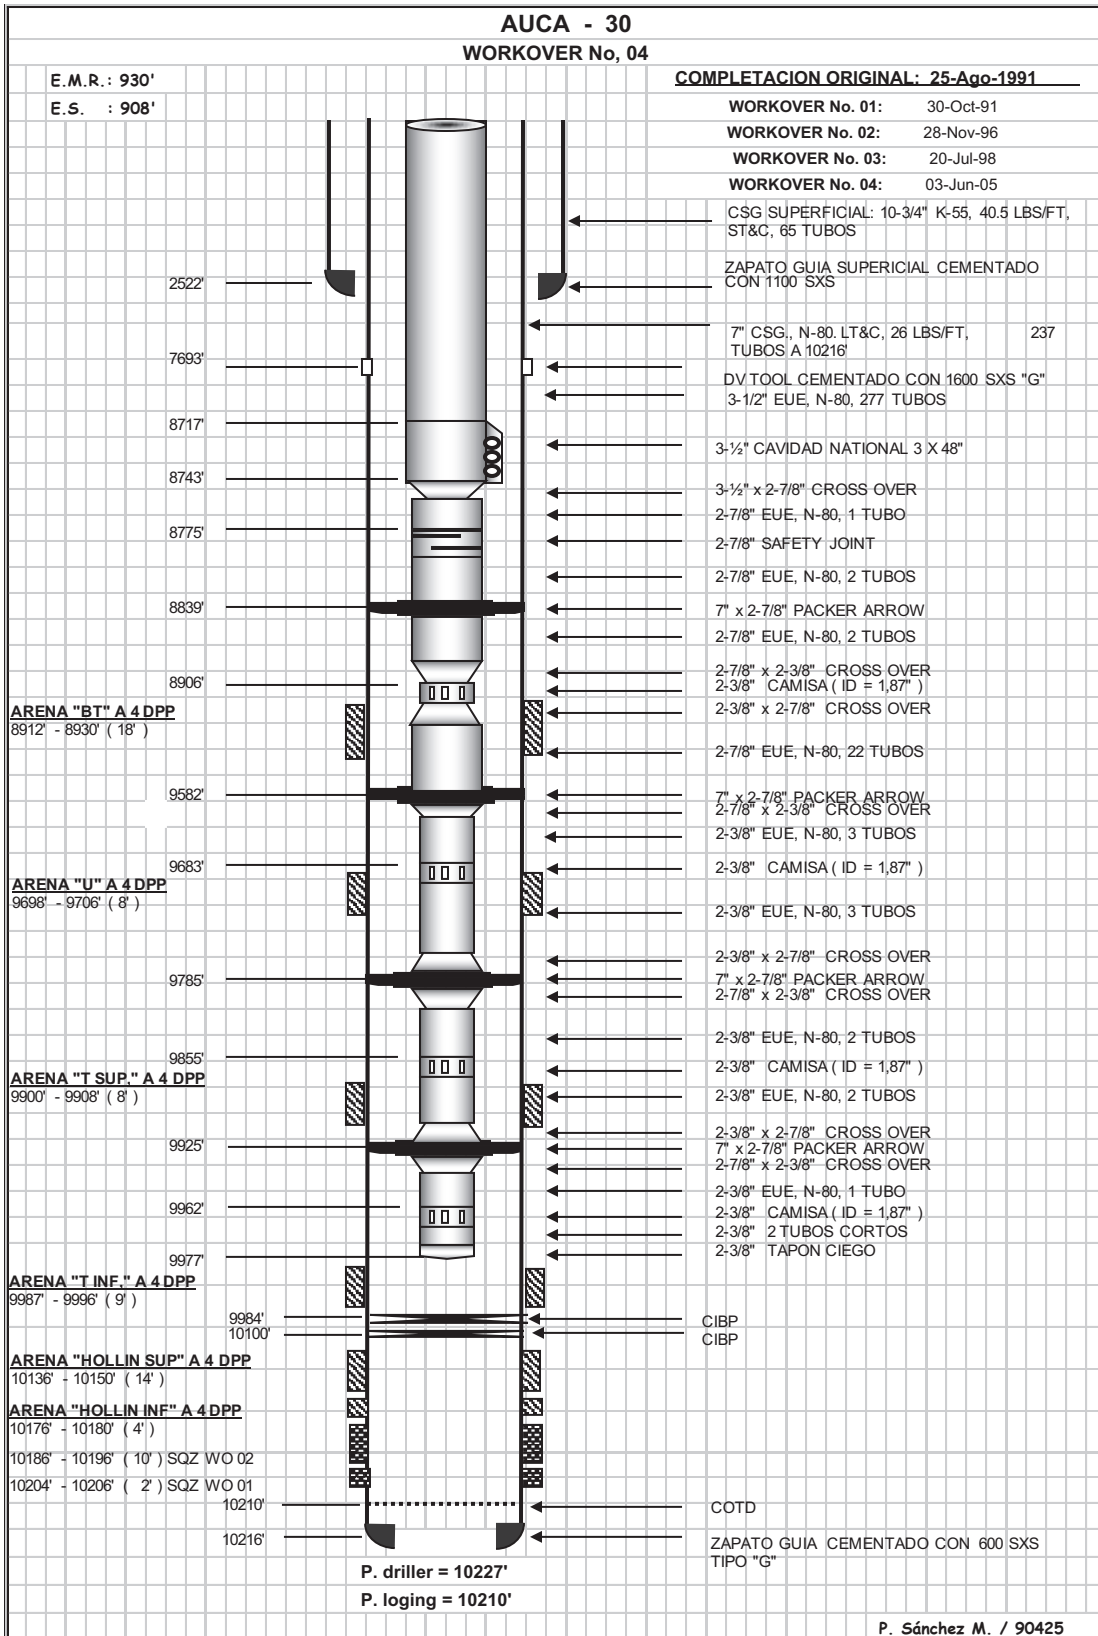 AUCA - 30
WORKOVER No, 04
E.M.R.: 930'
E.S. : 908'
COMPLETACION ORIGINAL: 25-Ago-1991
WORKOVER No. 01: 30-Oct-91
WORKOVER No. 02: 28-Nov-96
WORKOVER No. 03: 20-Jul-98
WORKOVER No. 04: 03-Jun-05
CSG SUPERFICIAL: 10-3/4" K-55, 40.5 LBS/FT,
ST&C, 65 TUBOS
ZAPATO GUIA SUPERICIAL CEMENTADO
CON 1100 SXS
2522'
7" CSG., N-80. LT&C, 26 LBS/FT, 237
TUBOS A 10216'
7693'
DV TOOL CEMENTADO CON 1600 SXS "G"
3-1/2" EUE, N-80, 277 TUBOS
8717'
3-½" CAVIDAD NATIONAL 3 X 48"
8743'
3-½" x 2-7/8" CROSS OVER
2-7/8" EUE, N-80, 1 TUBO
8775'
2-7/8" SAFETY JOINT
2-7/8" EUE, N-80, 2 TUBOS
8839'
7" x 2-7/8" PACKER ARROW
2-7/8" EUE, N-80, 2 TUBOS
2-7/8" x 2-3/8" CROSS OVER
8906'
2-3/8" CAMISA ( ID = 1,87" )
2-3/8" x 2-7/8" CROSS OVER
ARENA "BT" A 4 DPP
8912' - 8930' ( 18' )
2-7/8" EUE, N-80, 22 TUBOS
9582'
7" x 2-7/8" PACKER ARROW
2-7/8" x 2-3/8" CROSS OVER
2-3/8" EUE, N-80, 3 TUBOS
9683'
2-3/8" CAMISA ( ID = 1,87" )
ARENA "U" A 4 DPP
9698' - 9706' ( 8' )
2-3/8" EUE, N-80, 3 TUBOS
2-3/8" x 2-7/8" CROSS OVER
9785'
7" x 2-7/8" PACKER ARROW
2-7/8" x 2-3/8" CROSS OVER
2-3/8" EUE, N-80, 2 TUBOS
9855'
2-3/8" CAMISA ( ID = 1,87" )
ARENA "T SUP," A 4 DPP
9900' - 9908' ( 8' )
2-3/8" EUE, N-80, 2 TUBOS
2-3/8" x 2-7/8" CROSS OVER
9925'
7" x 2-7/8" PACKER ARROW
2-7/8" x 2-3/8" CROSS OVER
2-3/8" EUE, N-80, 1 TUBO
9962'
2-3/8" CAMISA ( ID = 1,87" )
2-3/8" 2 TUBOS CORTOS
2-3/8" TAPON CIEGO
9977'
ARENA "T INF," A 4 DPP
9987' - 9996' ( 9' )
9984'
CIBP
10100'
CIBP
ARENA "HOLLIN SUP" A 4 DPP
10136' - 10150' ( 14' )
ARENA "HOLLIN INF" A 4 DPP
10176' - 10180' ( 4' )
10186' - 10196' ( 10' ) SQZ WO 02
10204' - 10206' ( 2' ) SQZ WO 01
10210'
COTD
10216'
ZAPATO GUIA CEMENTADO CON 600 SXS
TIPO "G"
P. driller = 10227'
P. loging = 10210'
P. Sánchez M. / 90425